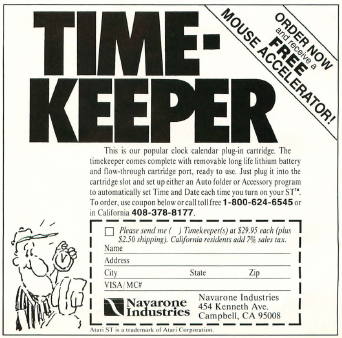 TIME-
KEEPER
ORDER NOW
and receive a
FREE
MOUSE ACCELERATOR!
This is our popular clock calendar plug-in cartridge. The
timekeeper comes complete with removable long life lithium battery
and flow-through cartridge port, ready to use. Just plug it into the
cartridge slot and set up either an Auto folder or Accessory program
to automatically set Time and Date each time you turn on your ST™.
To order, use coupon below or call toll free 1-800-624-6545 or
in California 408-378-8177.
Please send me ( ) Timekeeper(s) at $29.95 each (plus
$2.50 shipping). California residents add 7% sales tax.
Name
Address
City State Zip
VISA/MC#
Navarone
Industries
Navarone Industries
454 Kenneth Ave.
Campbell, CA 95008
Atari ST is a trademark of Atari Corporation.